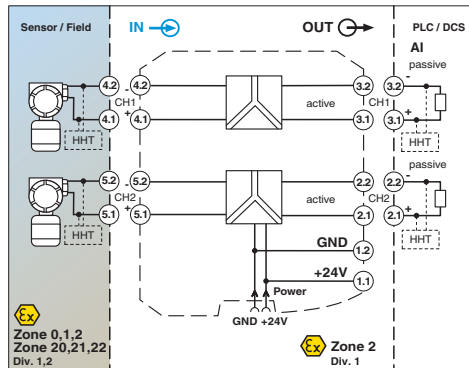 Sensor / Field
IN
OUT
PLC / DCS
AI
passive
4.2
4.2
-
CH1
+
4.1
4.1
active
3.2
3.2
-
CH1
+
3.1
3.1
HHT
HHT
passive
5.2
5.2
-
CH2
+
5.1
5.1
active
2.2
2.2
-
CH2
+
2.1
2.1
HHT
HHT
GND
1.2
+24V
1.1
Power
GND +24V
Ex
Zone 0,1,2
Zone 20,21,22
Div. 1,2
Ex
Zone 2
Div. 1